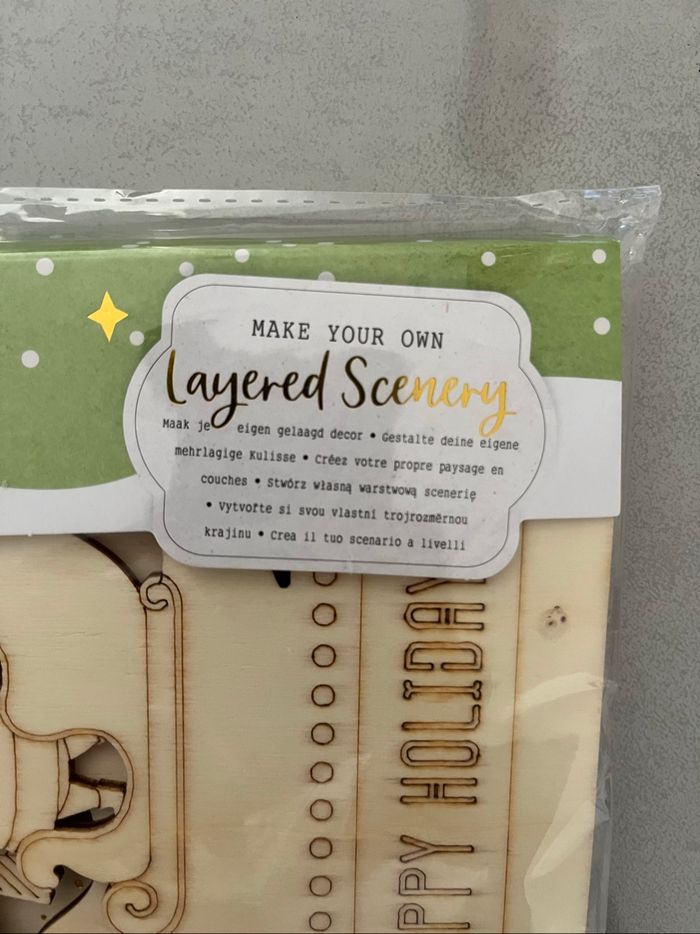 MAKE YOUR OWN
Layered Scenery
Maak je eigen gelaagd decor • Gestalte deine eigene
mehrlagige Kulisse • Créez votre propre paysage en
couches • Stwórz własną warstwową scenerię
• Vytvořte si svou vlastní trojrozměrnou
krajinu • Crea il tuo scenario a livelli
PPY HOLIDAY